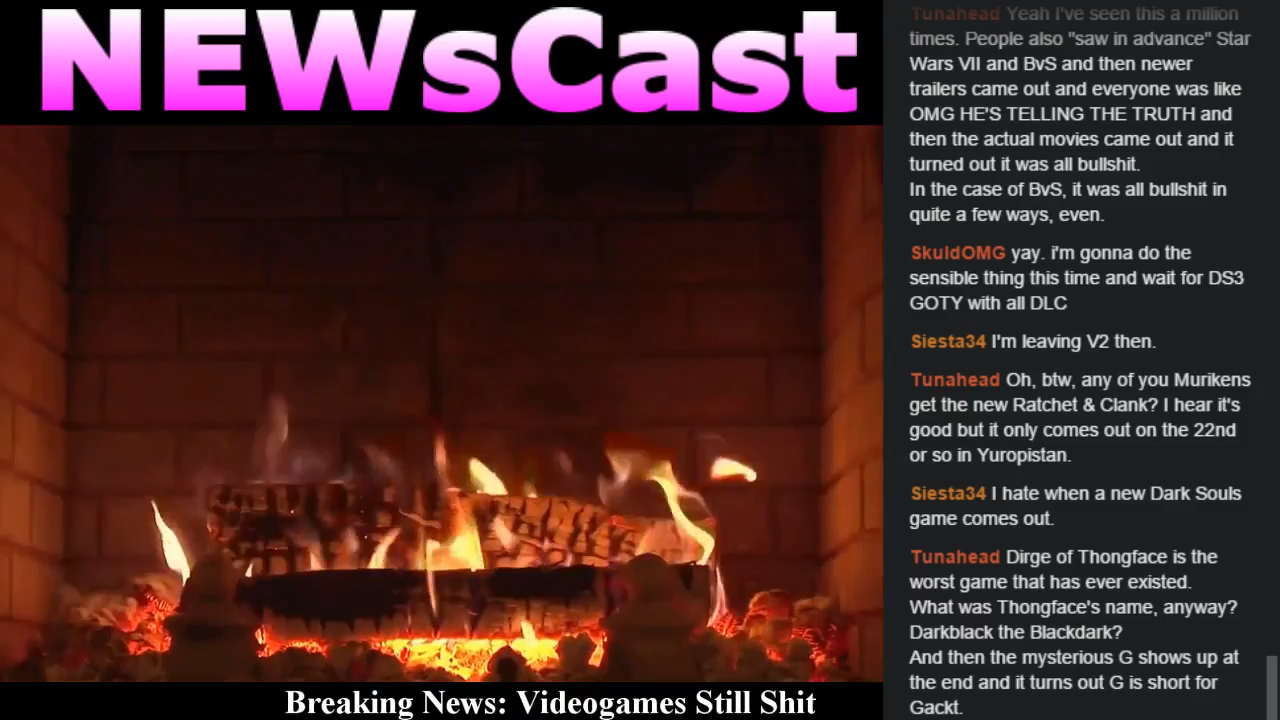 NEWsCast
Tunahead Yeah I've seen this a million
times. People also "saw in advance" Star
Wars VII and BvS and then newer
trailers came out and everyone was like
OMG HE'S TELLING THE TRUTH and
then the actual movies came out and it
turned out it was all bullshit.
In the case of BvS, it was all bullshit in
quite a few ways, even.
SkuldOMG yay. i'm gonna do the
sensible thing this time and wait for DS3
GOTY with all DLC
Siesta34 I'm leaving V2 then.
Tunahead Oh, btw, any of you Murikens
get the new Ratchet & Clank? I hear it's
good but it only comes out on the 22nd
or so in Yuropistan.
Siesta34 I hate when a new Dark Souls
game comes out.
Tunahead Dirge of Thongface is the
worst game that has ever existed.
What was Thongface's name, anyway?
Darkblack the Blackdark?
And then the mysterious G shows up at
the end and it turns out G is short for
Gackt.
Breaking News: Videogames Still Shit